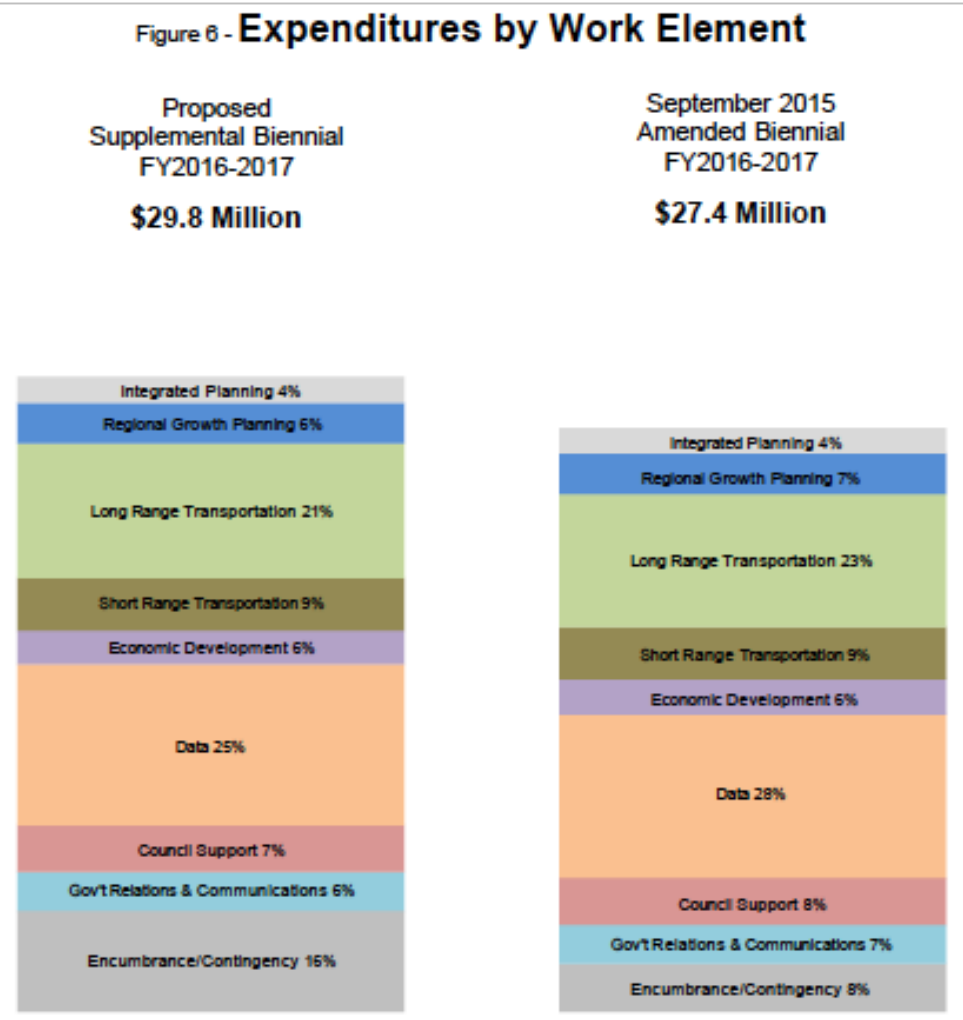 Figure 6 - Expenditures by Work Element
Proposed
Supplemental Biennial
FY2016-2017
$29.8 Million
September 2015
Amended Biennial
FY2016-2017
$27.4 Million
Integrated Planning 4%
Regional Growth Planning 6%
Long Range Transportation 21%
Short Range Transportation 9%
Economic Development 6%
Data 25%
Council Support 7%
Gov't Relations & Communications 6%
Encumbrance/Contingency 16%
Integrated Planning 4%
Regional Growth Planning 7%
Long Range Transportation 23%
Short Range Transportation 9%
Economic Development 6%
Data 28%
Council Support 8%
Gov't Relations & Communications 7%
Encumbrance/Contingency 8%